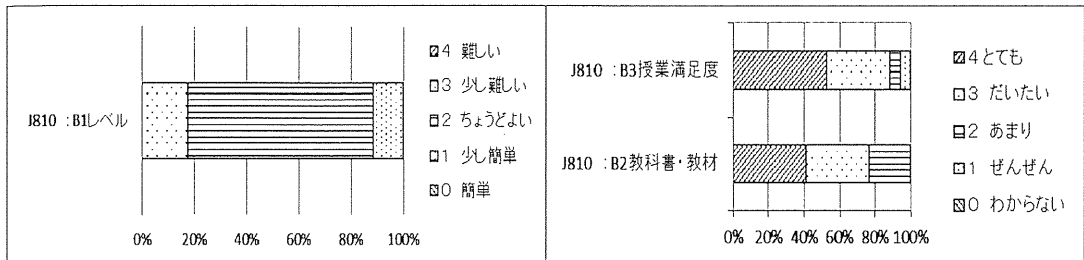 J810 :B1レベル
0% 20% 40% 60% 80% 100%
4 難しい
3 少し難しい
2 ちょうどよい
1 少し簡単
0 簡単
J810 :B3授業満足度
J810 :B2教科書・教材
0% 20% 40% 60% 80% 100%
4とても
3 だいたい
2 あまり
1 ぜんぜん
0 わからない